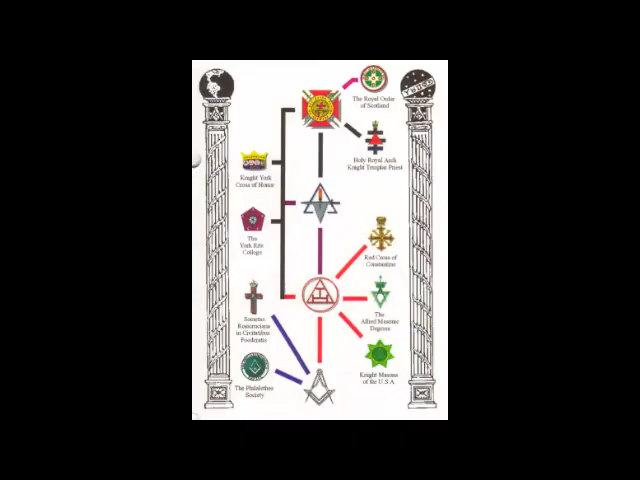 The Royal Order
of Scotland
Holy Royal Arch
Knight Templar Priest
Knight York
Cross of Honor
The
York Rite
College
Red Cross of
Constantine
Societas
Rosicruciana
in Civitatibus
Foederatis
The
Allied Masonic
Degrees
The Philalethes
Society
Knight Masons
of the U.S.A.